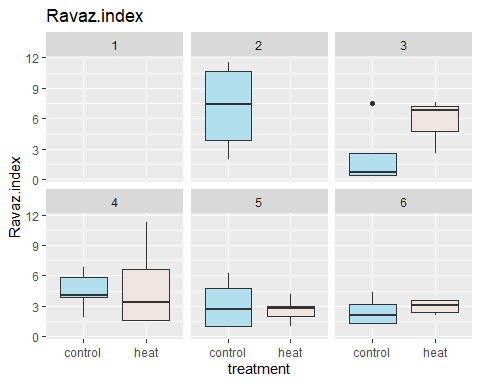 Ravaz.index
1 2 3
12
9
6
3
0
4 5 6
12
9
6
3
0
Ravaz.index
control heat control heat control heat
treatment